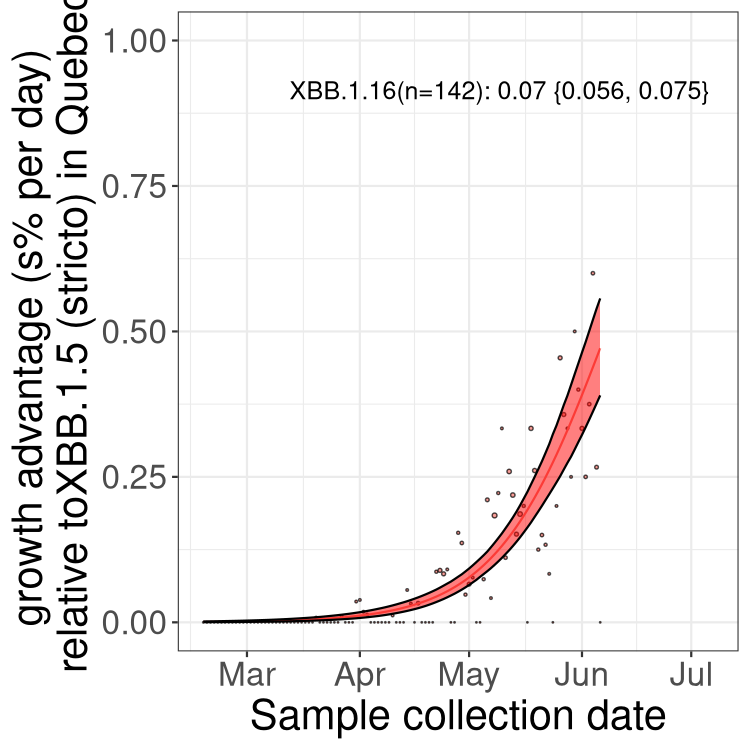 growth advantage (s% per day)
relative toXBB.1.5 (stricto) in Quebec
1.00
0.75
0.50
0.25
0.00
XBB.1.16(n=142): 0.07 {0.056, 0.075}
Mar Apr May Jun Jul
Sample collection date